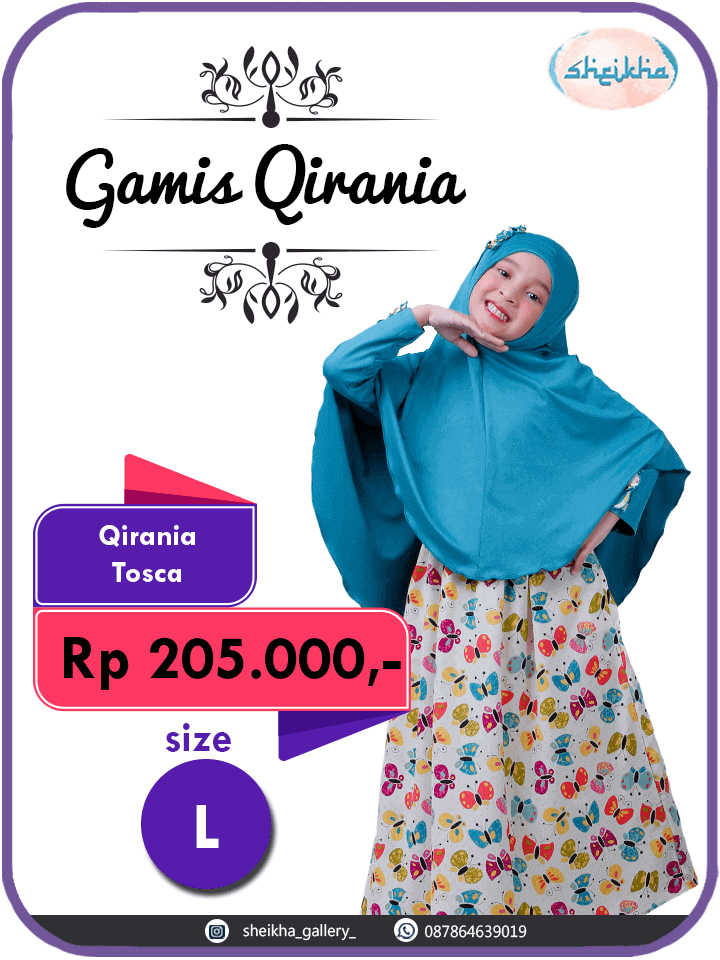 sheikha
Gamis Qirania
Qirania
Tosca
Rp 205.000,-
size
L
sheikha_gallery_ 087864639019